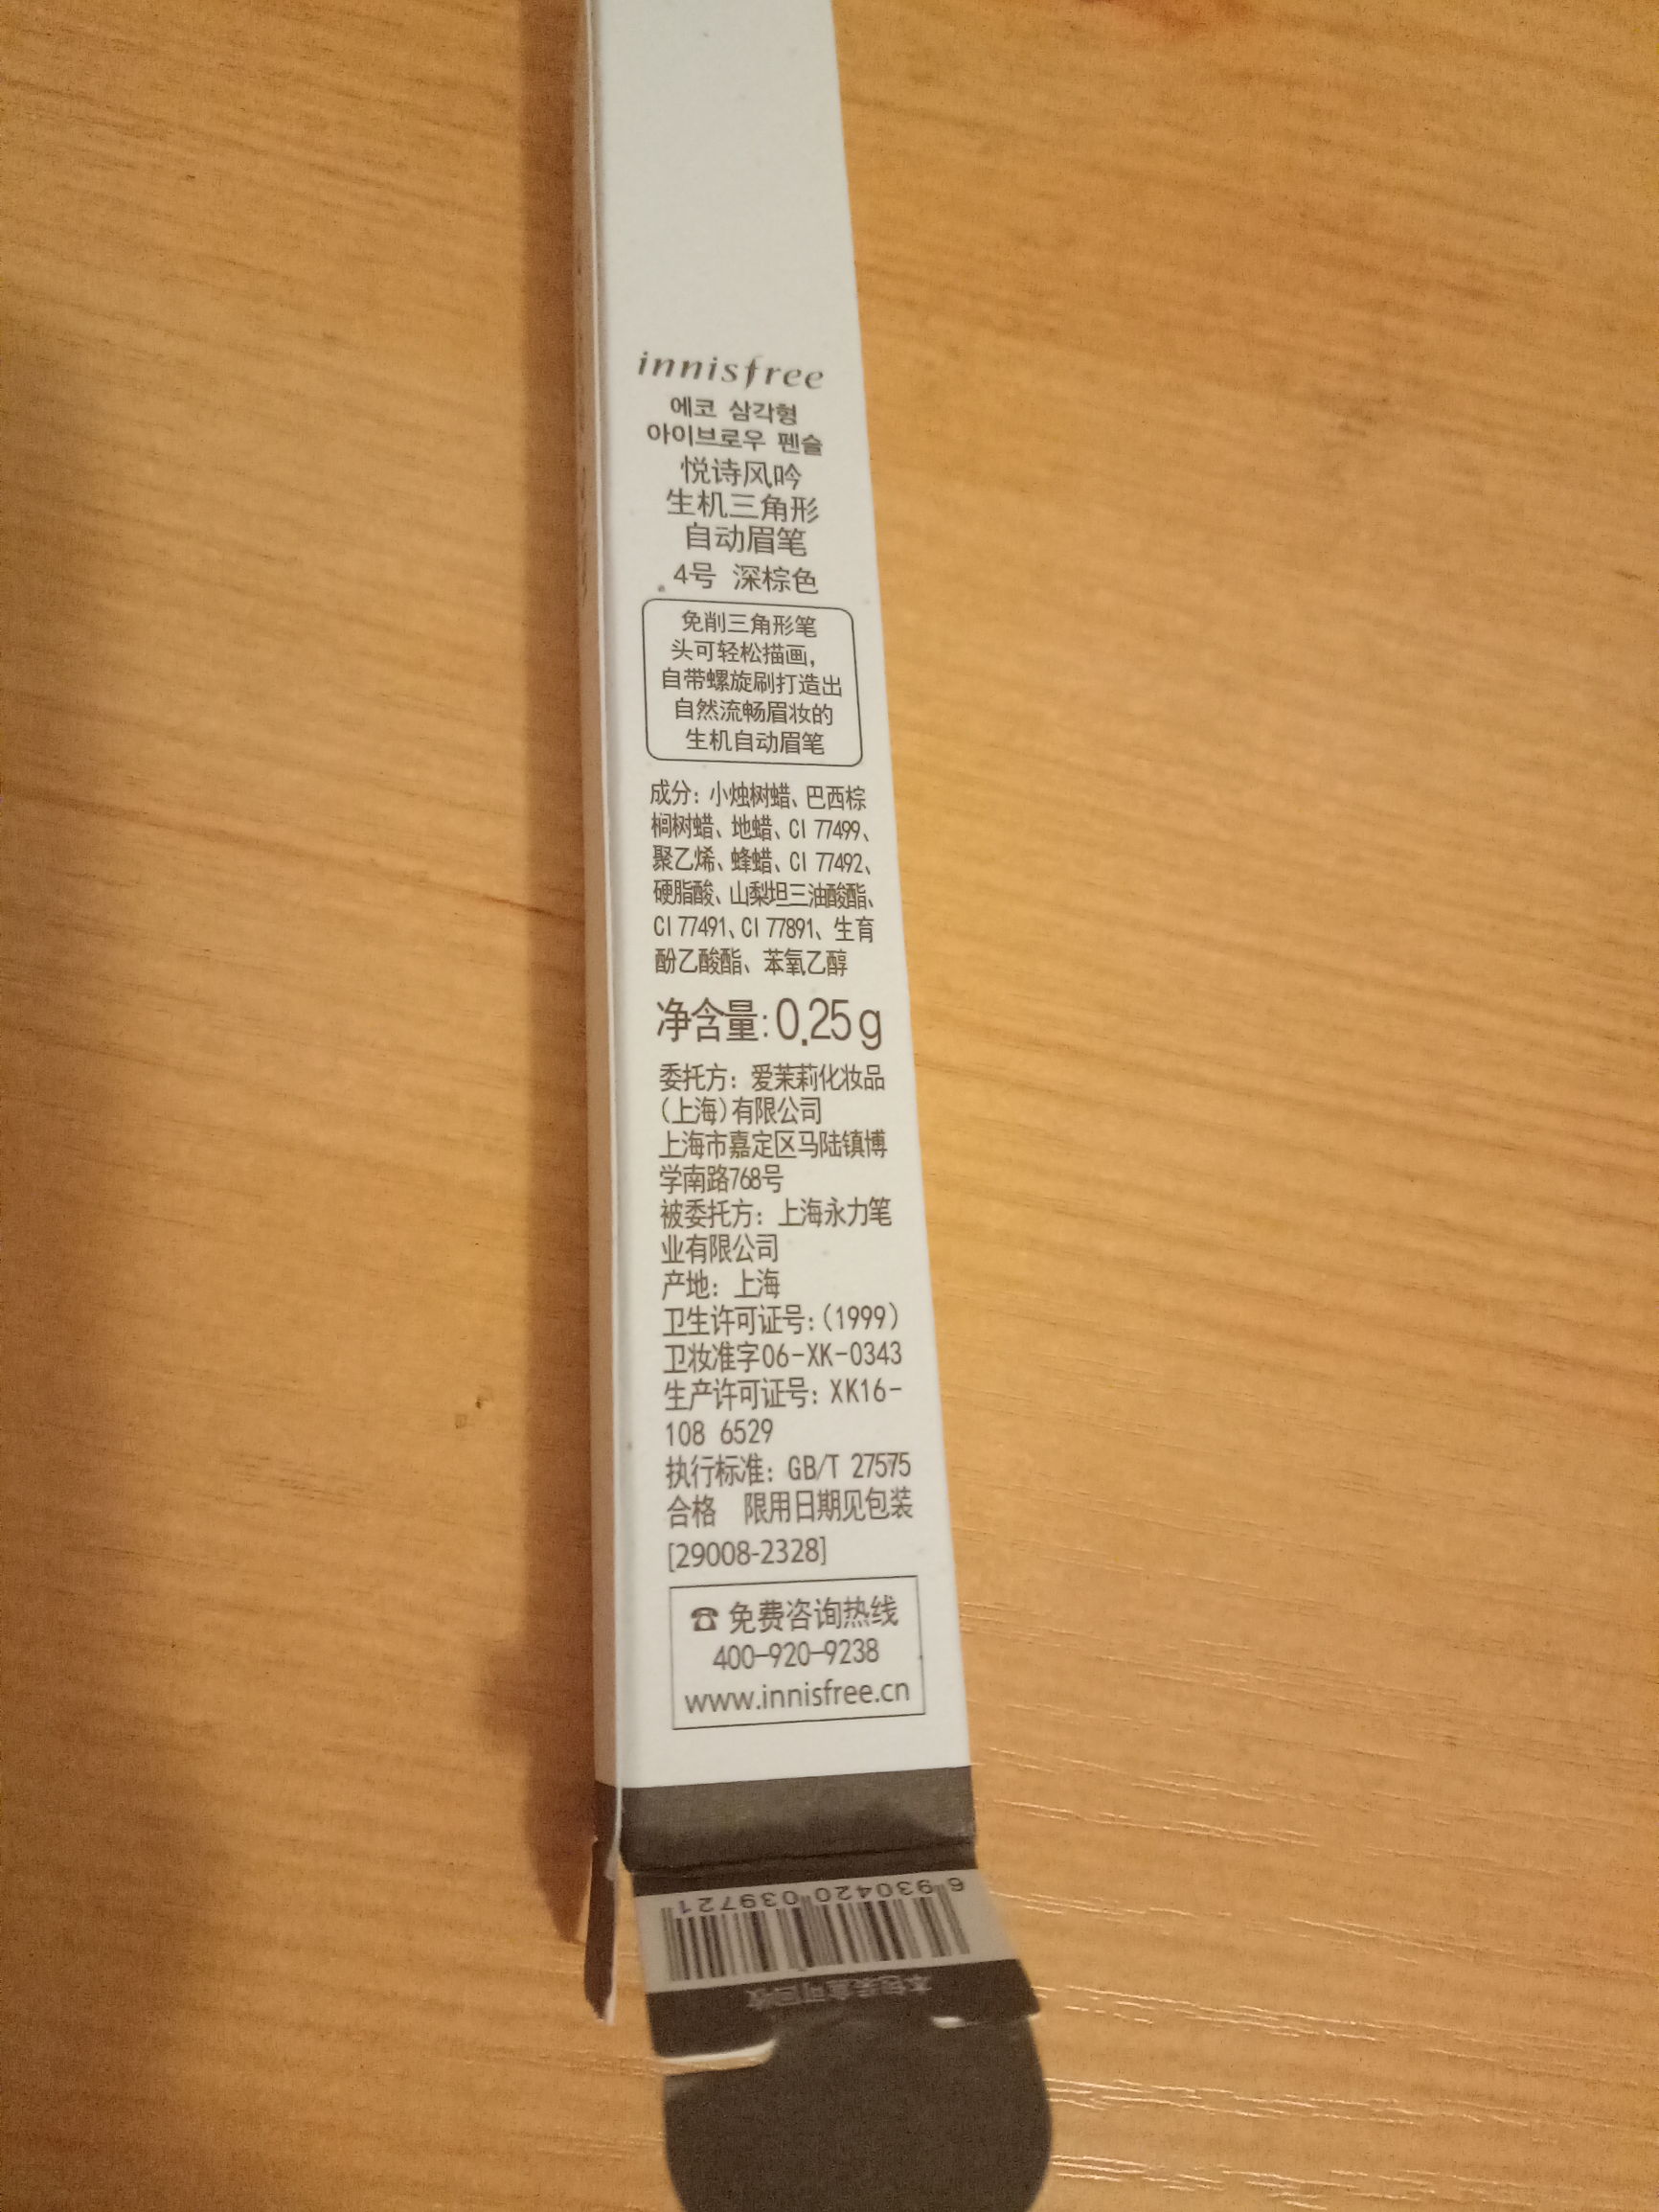 innisfree
에코 삼각형
아이브로우 펜슬
悦诗风吟
生机三角形
自动眉笔
4号 深棕色
免削三角形笔
头可轻松描画，
自带螺旋刷打造出
自然流畅眉妆的
生机自动眉笔
成分：小烛树蜡、巴西棕
榈树蜡、地蜡、CI 77499、
聚乙烯、蜂蜡、CI 77492、
硬脂酸、山梨坦三油酸酯、
CI 77491、CI 77891、生育
酚乙酸酯、苯氧乙醇
净含量：0.25g
委托方：爱茉莉化妆品
（上海）有限公司
上海市嘉定区马陆镇博
学南路768号
被委托方：上海永力笔
业有限公司
产地：上海
卫生许可证号：（1999）
卫妆准字06-XK-0343
生产许可证号：XK16-
108 6529
执行标准：GB/T 27575
合格 限用日期见包装
[29008-2328]
☎ 免费咨询热线
400-920-9238
www.innisfree.cn
6 930420 039721
本包装盒可回收